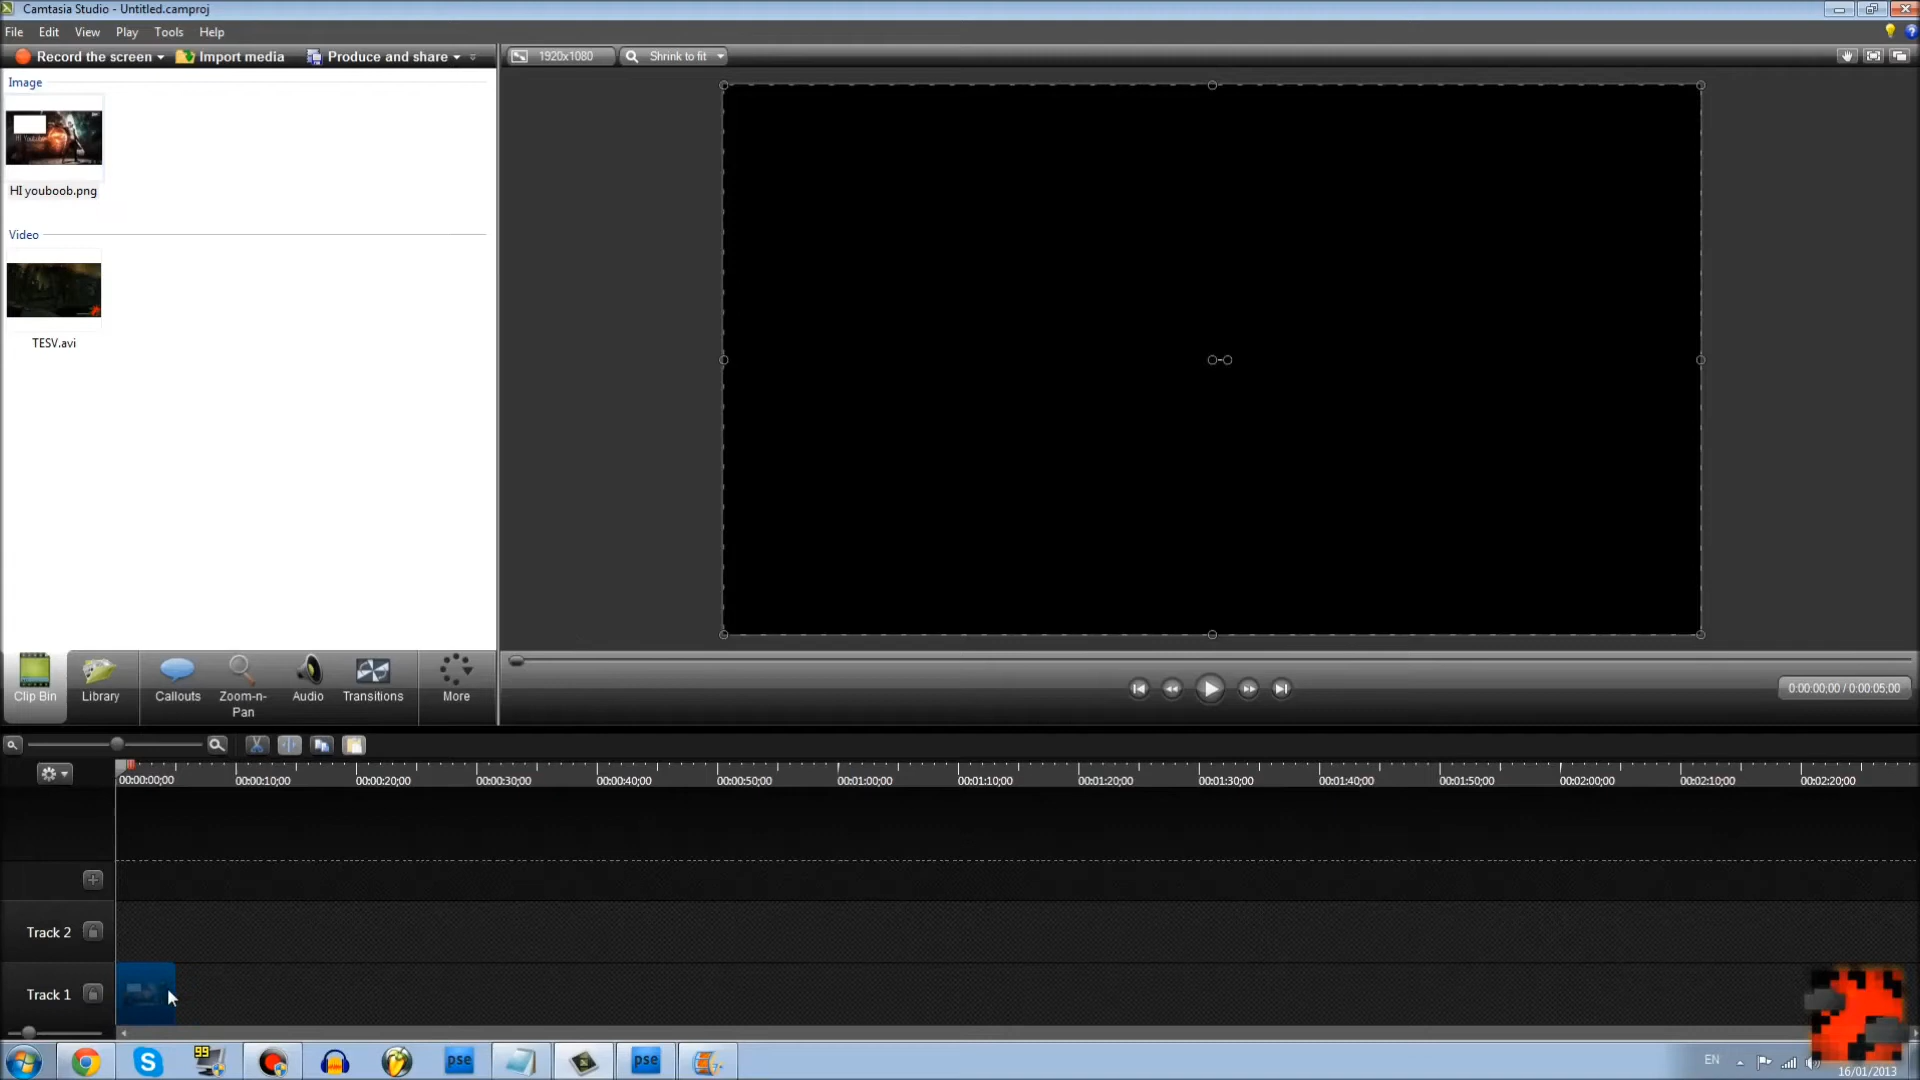 Camtasia Studio - Untitled.camproj
File Edit View Play Tools Help
Record the screen Import media Produce and share
1920x1080 Shrink to fit
Image
HI youboob.png
Video
TESV.avi
Clip Bin Library Callouts Zoom-n-Pan Audio Transitions More
0:00:00;00 / 0:00:05;00
00:00:00;00 00:00:10;00 00:00:20;00 00:00:30;00 00:00:40;00 00:00:50;00 00:01:00;00 00:01:10;00 00:01:20;00 00:01:30;00 00:01:40;00 00:01:50;00 00:02:00;00 00:02:10;00 00:02:20;00
Track 2
Track 1
99
pse pse
EN
16/01/2013